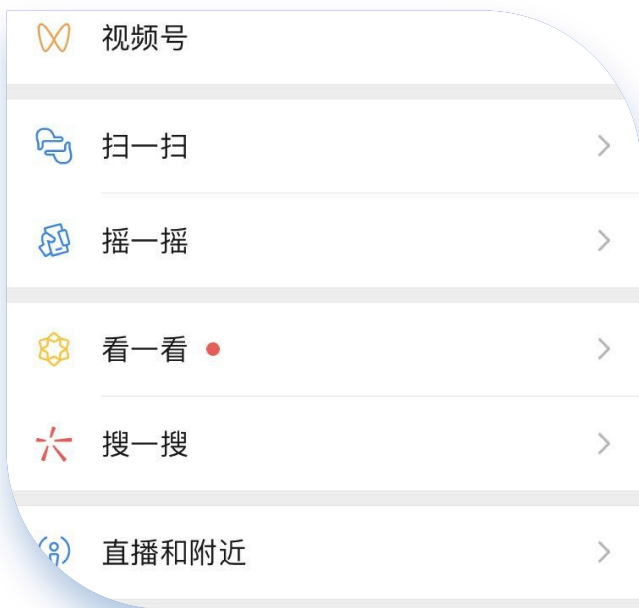 视频号
扫一扫
摇一摇
看一看
搜一搜
直播和附近